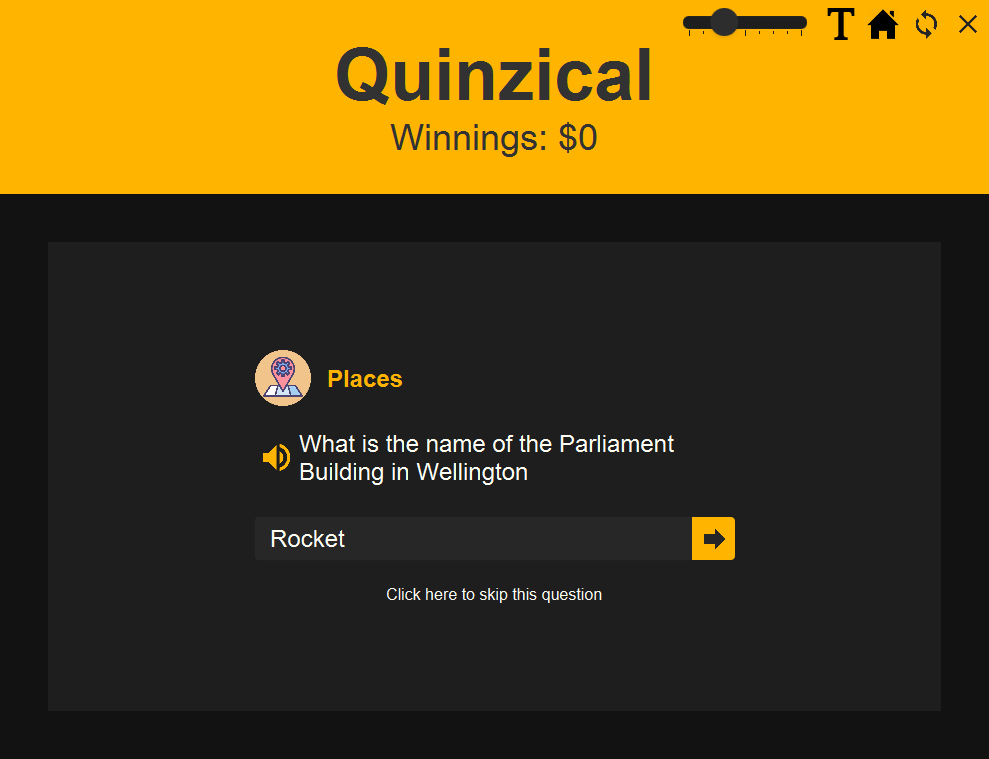 T
Quinzical
Winnings: $0
Places
What is the name of the Parliament
Building in Wellington
Rocket
Click here to skip this question